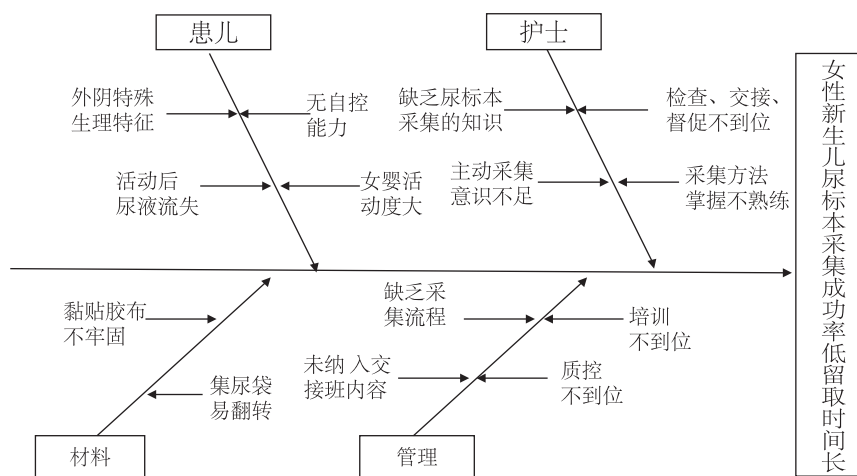 患儿
护士
外阴特殊
生理特征
无自控
能力
活动后
尿液流失
女婴活
动度大
缺乏尿标本
采集的知识
检查、交接、
督促不到位
主动采集
意识不足
采集方法
掌握不熟练
黏贴胶布
不牢固
集尿袋
易翻转
缺乏采
集流程
培训
不到位
未纳 入交
接班内容
质控
不到位
材料
管理
女性新生儿尿标本采集成功率低留取时间长